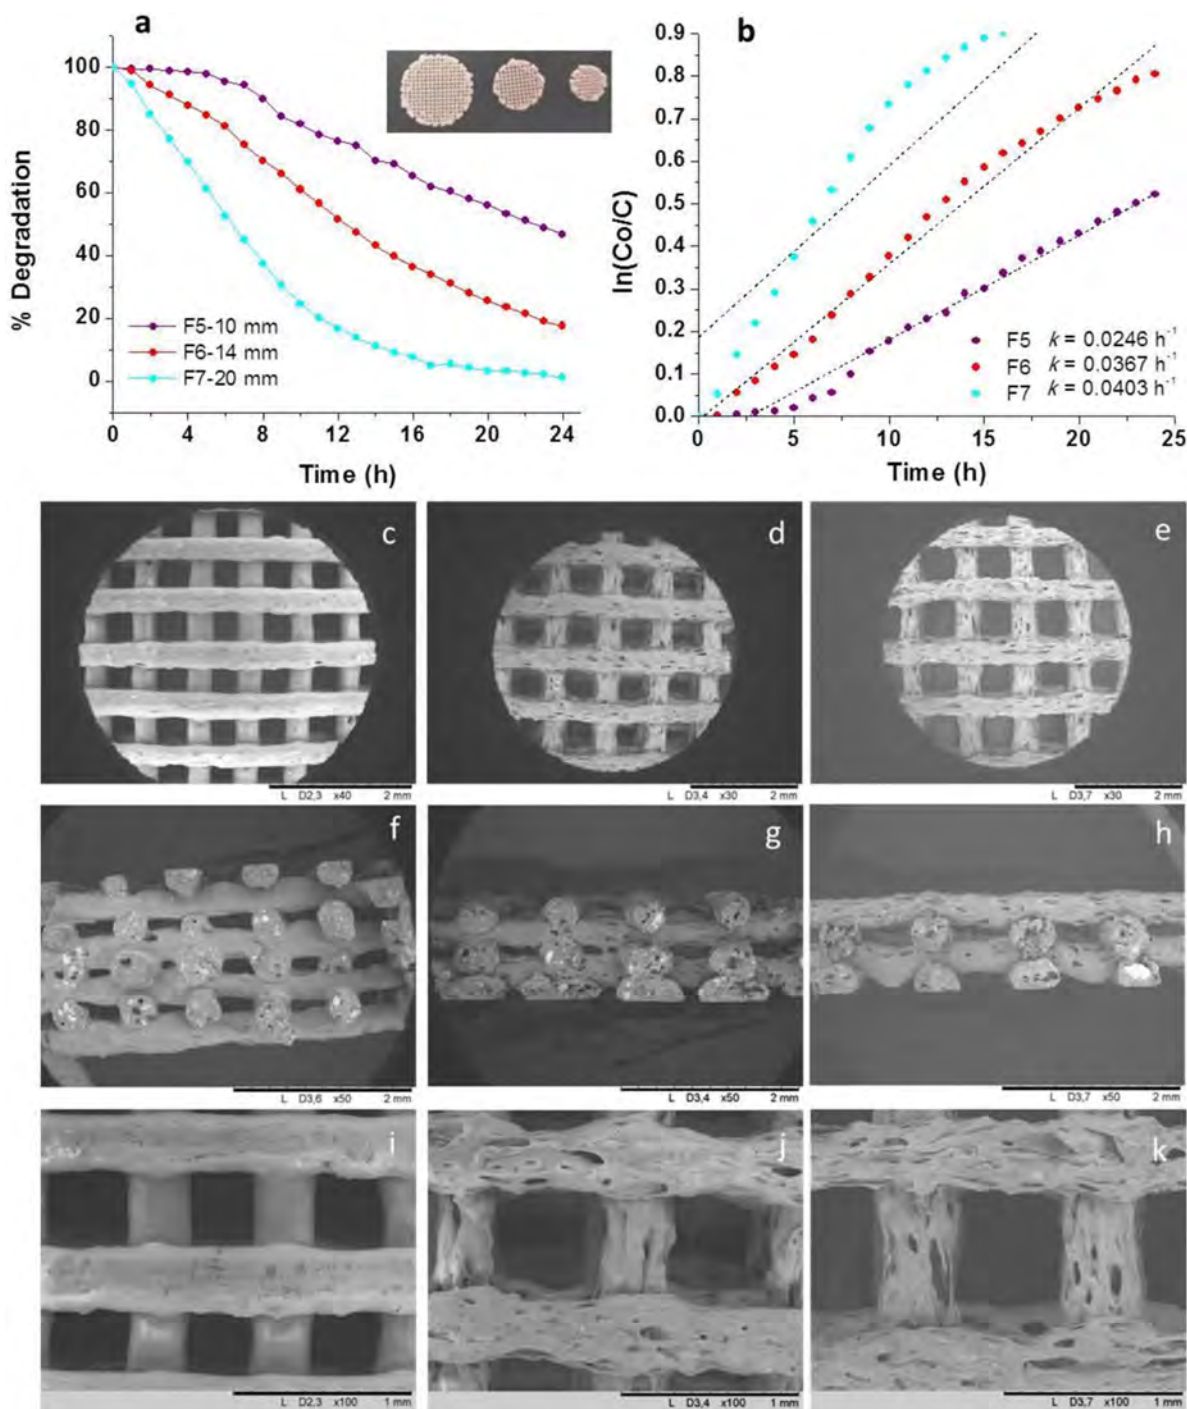 a
% Degradation
100
80
60
40
20
0
F5-10 mm
F6-14 mm
F7-20 mm
0 4 8 12 16 20 24
Time (h)
b
ln(Co/C)
0.9
0.8
0.7
0.6
0.5
0.4
0.3
0.2
0.1
0.0
F5 k = 0.0246 h-1
F6 k = 0.0367 h-1
F7 k = 0.0403 h-1
0 5 10 15 20 25
Time (h)
c
L D2,3 x40 2 mm
d
L D3,4 x30 2 mm
e
L D3,7 x30 2 mm
f
L D3,6 x50 2 mm
g
L D3,4 x50 2 mm
h
L D3,7 x50 2 mm
i
L D2,3 x100 1 mm
j
L D3,4 x100 1 mm
k
L D3,7 x100 1 mm